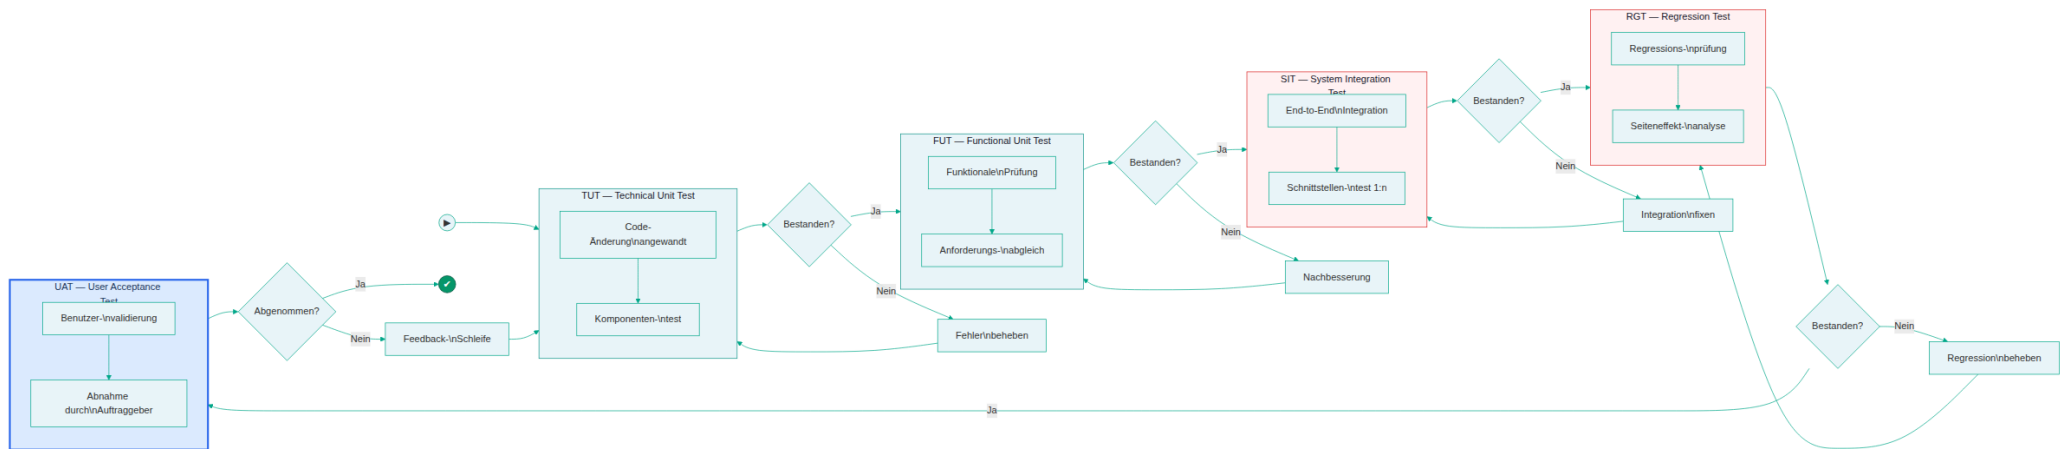 UAT — User Acceptance
Test
Benutzer-\nvalidierung
Abnahme
durch\nAuftraggeber
Abgenommen?
Ja
Nein
Feedback-\nSchleife
▶
✔
TUT — Technical Unit Test
Code-
Änderung\nangewandt
Komponenten-\ntest
Bestanden?
Ja
Nein
Fehler\nbeheben
FUT — Functional Unit Test
Funktionale\nPrüfung
Anforderungs-\nabgleich
Bestanden?
Ja
Nein
Nachbesserung
SIT — System Integration
Test
End-to-End\nIntegration
Schnittstellen-\ntest 1:n
Bestanden?
Ja
Nein
Integration\nfixen
RGT — Regression Test
Regressions-\nprüfung
Seiteneffekt-\nanalyse
Bestanden?
Nein
Regression\nbeheben
Ja